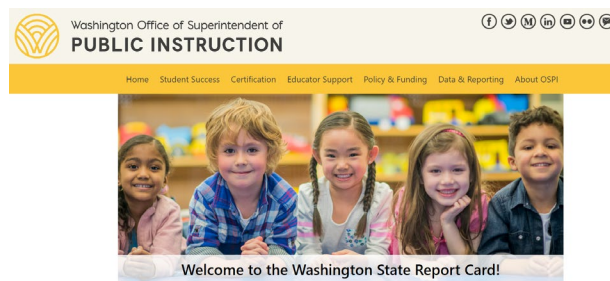 Washington Office of Superintendent of
PUBLIC INSTRUCTION
Home Student Success Certification Educator Support Policy & Funding Data & Reporting About OSPI
Welcome to the Washington State Report Card!